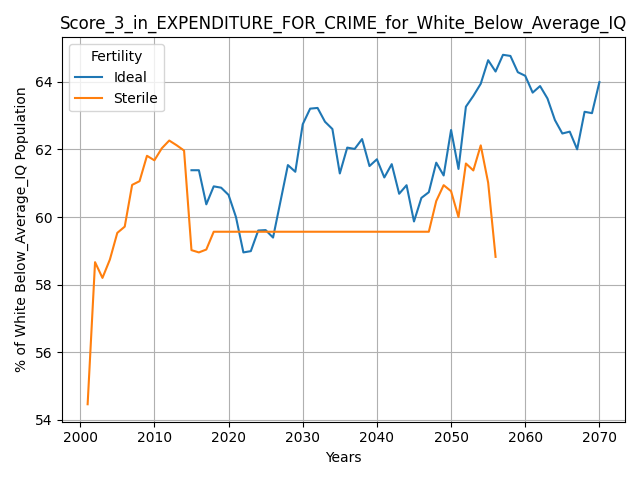 Score_3_in_EXPENDITURE_FOR_CRIME_for_White_Below_Average_IQ
Fertility
Ideal
Sterile
% of White Below_Average_IQ Population
64
62
60
58
56
54
2000 2010 2020 2030 2040 2050 2060 2070
Years